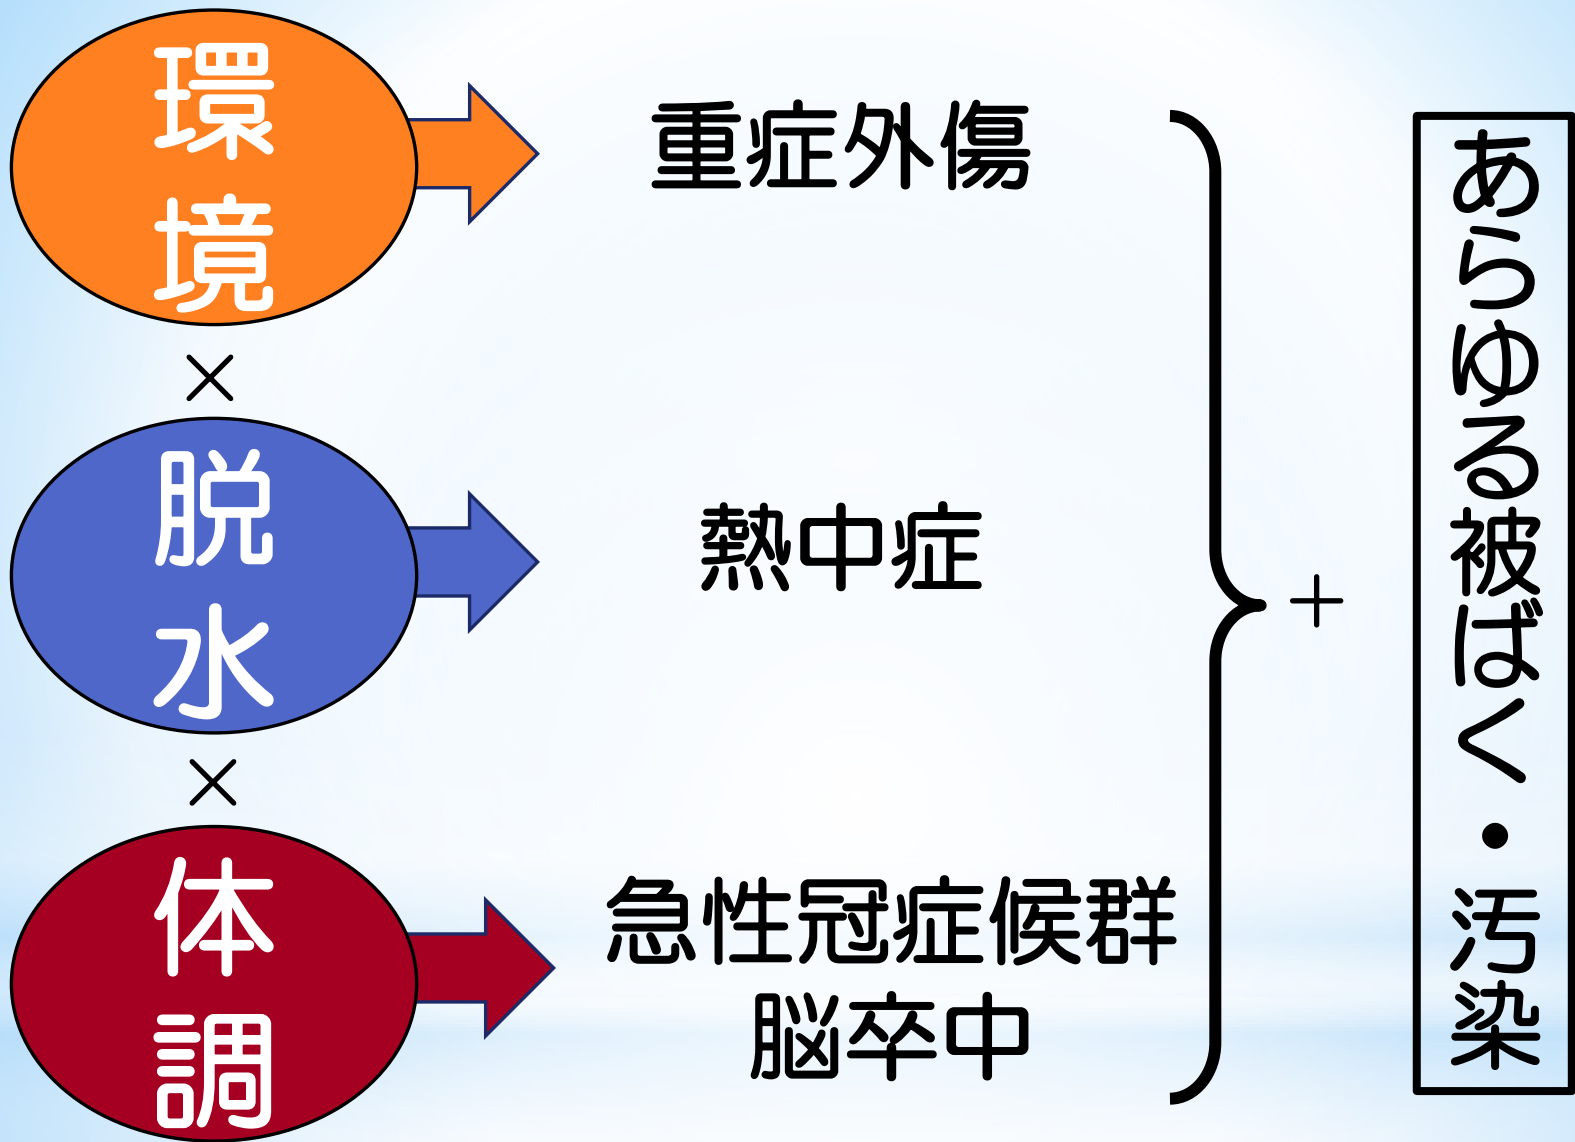 環境
重症外傷
×
脱水
熱中症
×
体調
急性冠症候群
脳卒中
＋
あらゆる被ばく・汚染